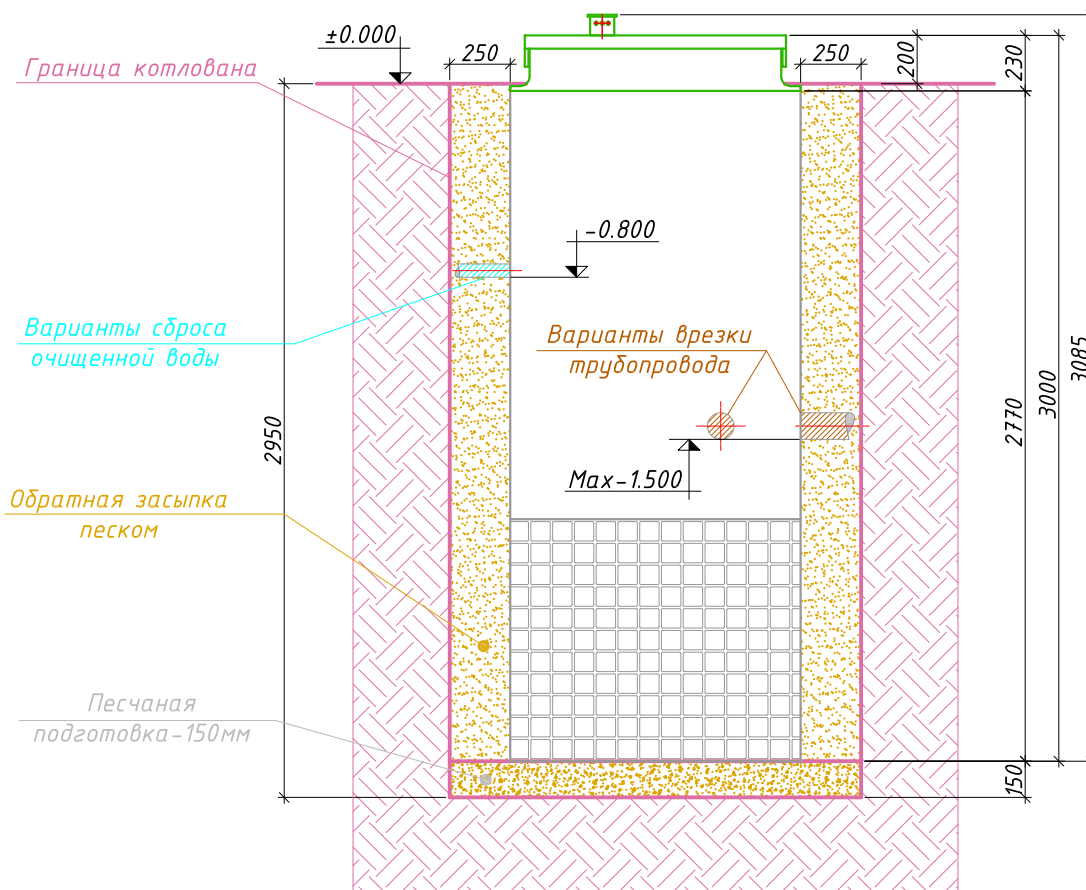 ±0.000
Граница котлована
250
250
200
230
-0.800
Варианты сброса
очищенной воды
Варианты врезки
трубопровода
3085
3000
2770
2950
Max-1.500
Обратная засыпка
песком
Песчаная
подготовка-150мм
150